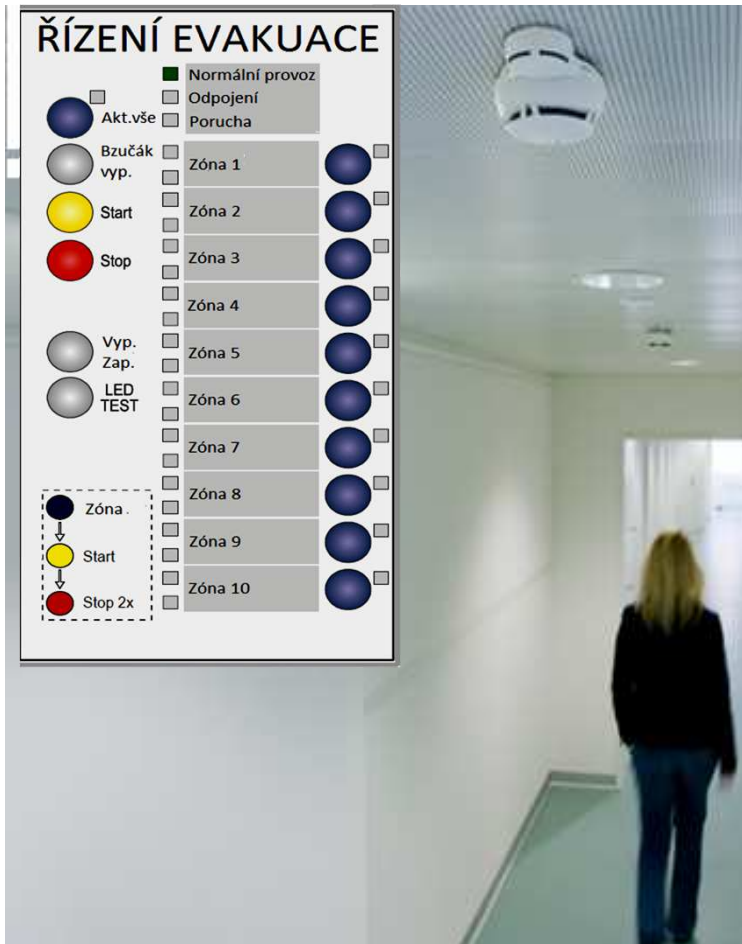 ŘÍZENÍ EVAKUACE
Normální provoz
Odpojení
Porucha
Akt.vše
Bzučák
vyp.
Start
Stop
Vyp.
Zap.
LED
TEST
Zóna 1
Zóna 2
Zóna 3
Zóna 4
Zóna 5
Zóna 6
Zóna 7
Zóna 8
Zóna 9
Zóna 10
Zóna .
Start
Stop 2x